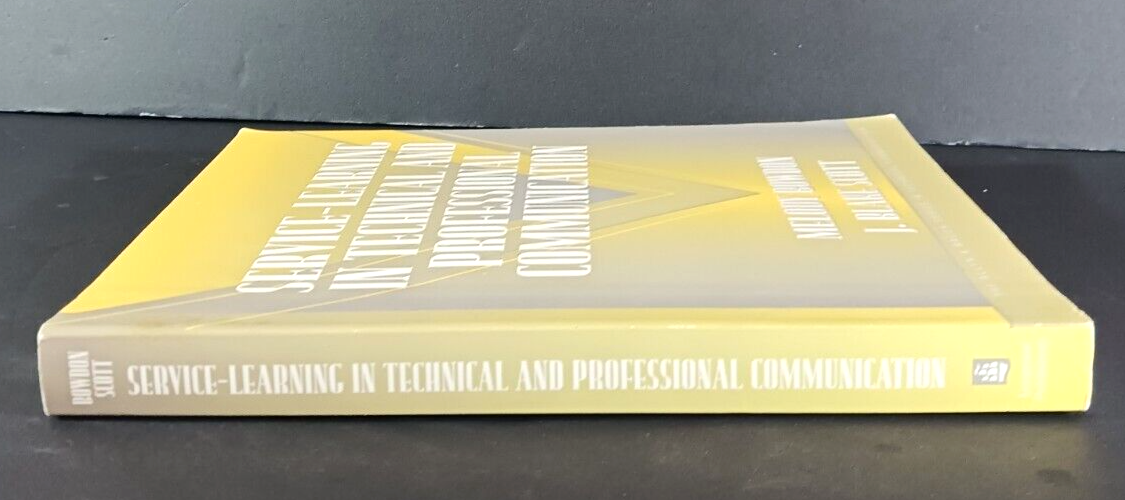 SERVICE-LEARNING
IN TECHNICAL AND
PROFESSIONAL
COMMUNICATION
MELODY BOWDON
J. BLAKE SCOTT
BOWDON
SCOTT
SERVICE-LEARNING IN TECHNICAL AND PROFESSIONAL COMMUNICATION